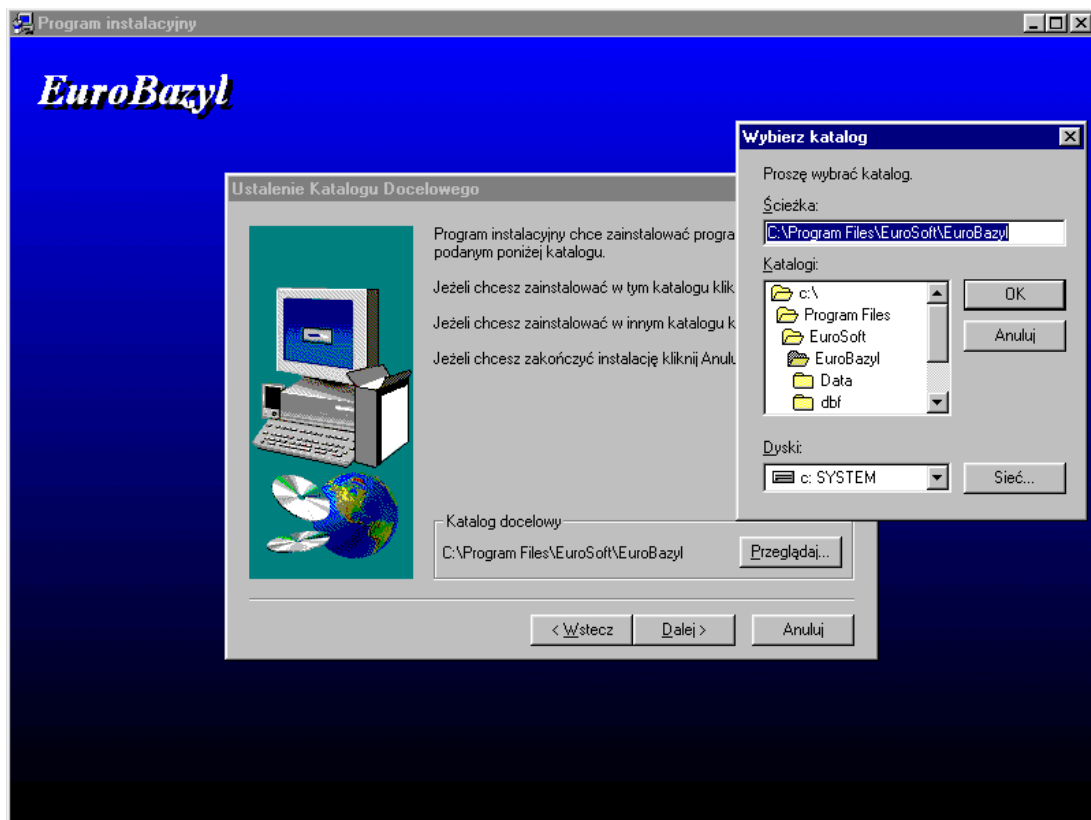 Program instalacyjny
EuroBazył
Wybierz katalog
Proszę wybrać katalog.
Ścieżka:
C:\Program Files\EuroSoft\EuroBazyl
Katalogi:
c:\
Program Files
EuroSoft
EuroBazyl
Data
dbf
OK
Anuluj
Dyski:
c: SYSTEM
Sieć...
Ustalenie Katalogu Docelowego
Program instalacyjny chce zainstalować progra
podanym poniżej katalogu.
Jeżeli chcesz zainstalować w tym katalogu klik
Jeżeli chcesz zainstalować w innym katalogu k
Jeżeli chcesz zakończyć instalację kliknij Anulu
Katalog docelowy
C:\Program Files\EuroSoft\EuroBazyl
Przeglądaj...
< Wstecz
Dalej >
Anuluj